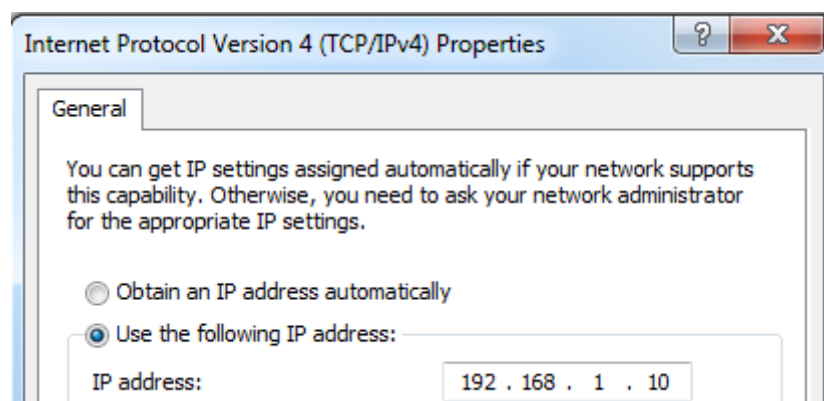 Internet Protocol Version 4 (TCP/IPv4) Properties
?
X
General
You can get IP settings assigned automatically if your network supports
this capability. Otherwise, you need to ask your network administrator
for the appropriate IP settings.
Obtain an IP address automatically
Use the following IP address:
IP address: 192 . 168 . 1 . 10